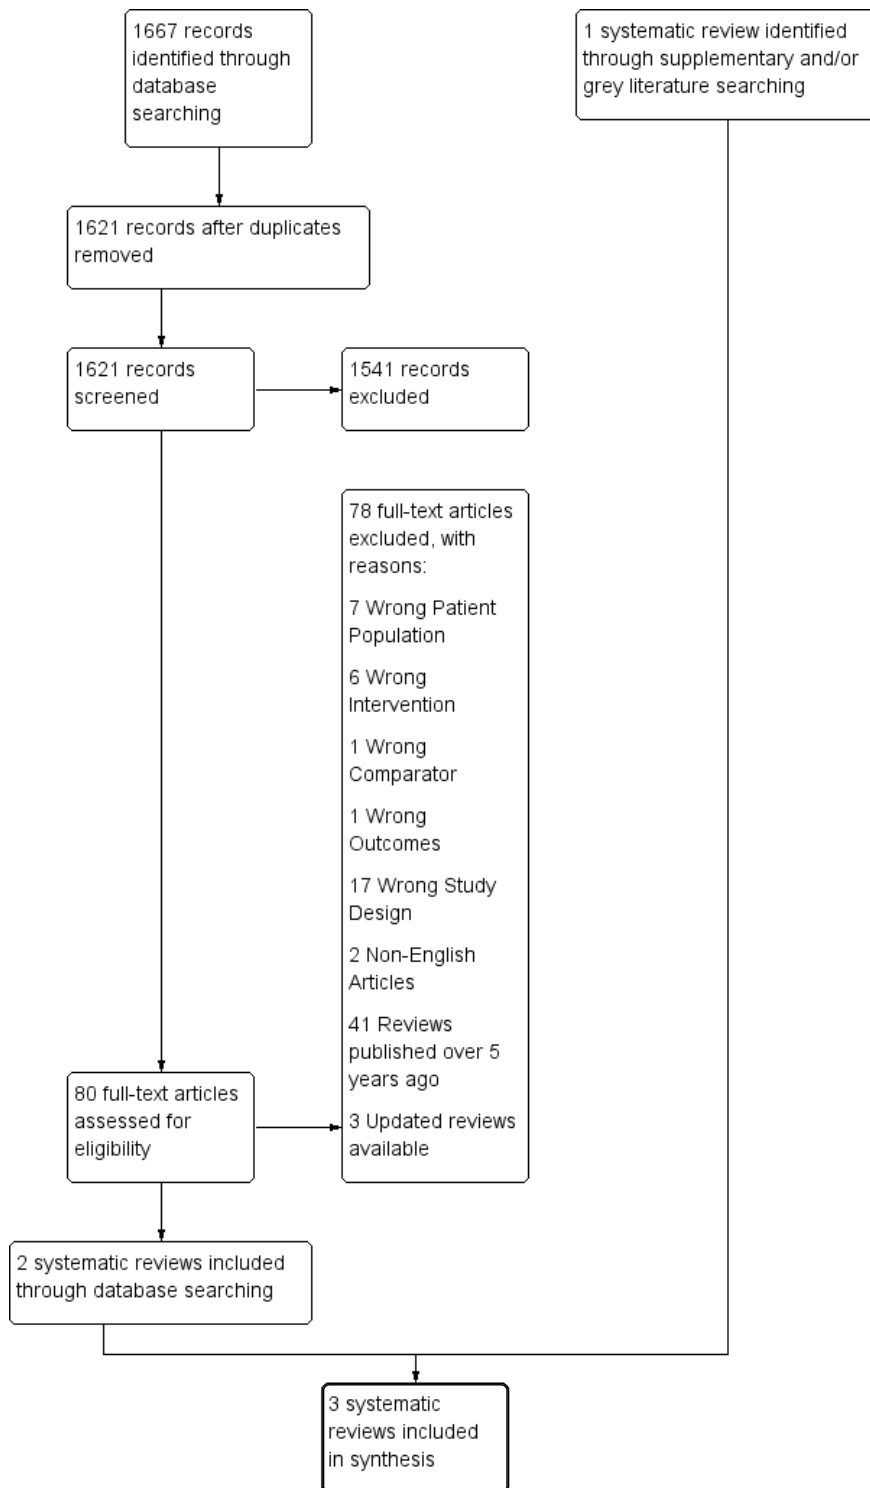 1667 records
identified through
database
searching
1 systematic review identified
through supplementary and/or
grey literature searching
1621 records after duplicates
removed
1621 records
screened
1541 records
excluded
78 full-text articles
excluded, with
reasons:
7 Wrong Patient
Population
6 Wrong
Intervention
1 Wrong
Comparator
1 Wrong
Outcomes
17 Wrong Study
Design
2 Non-English
Articles
41 Reviews
published over 5
years ago
3 Updated reviews
available
80 full-text articles
assessed for
eligibility
2 systematic reviews included
through database searching
3 systematic
reviews included
in synthesis